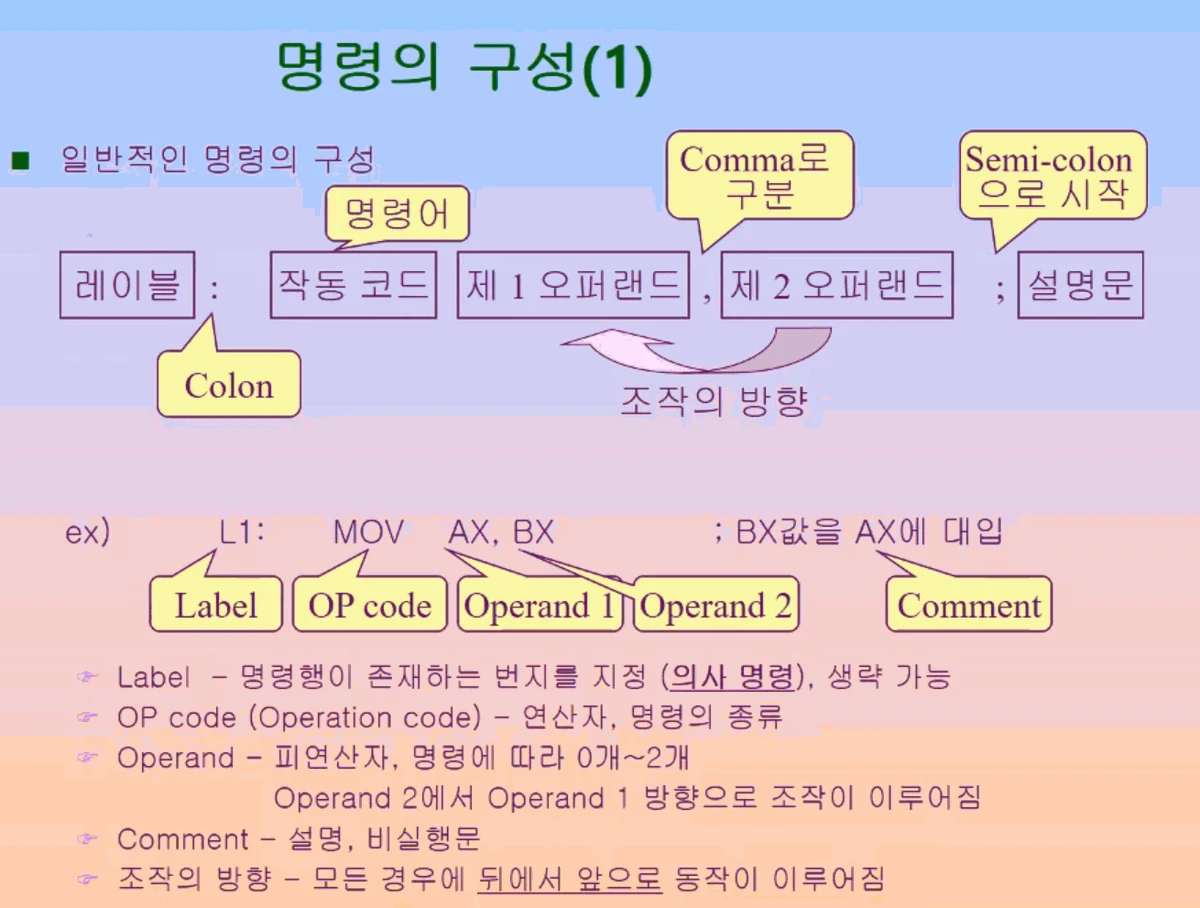 명령의 구성(1)
■ 일반적인 명령의 구성
Comma로
구분
Semi-colon
으로 시작
명령어
레이블 : 작동 코드 제 1 오퍼랜드 , 제 2 오퍼랜드 ; 설명문
Colon
조작의 방향
ex) L1: MOV AX, BX ; BX값을 AX에 대입
Label OP code Operand 1 Operand 2 Comment
☞ Label – 명령행이 존재하는 번지를 지정 (의사 명령), 생략 가능
☞ OP code (Operation code) – 연산자, 명령의 종류
☞ Operand – 피연산자, 명령에 따라 0개~2개
Operand 2에서 Operand 1 방향으로 조작이 이루어짐
☞ Comment – 설명, 비실행문
☞ 조작의 방향 – 모든 경우에 뒤에서 앞으로 동작이 이루어짐